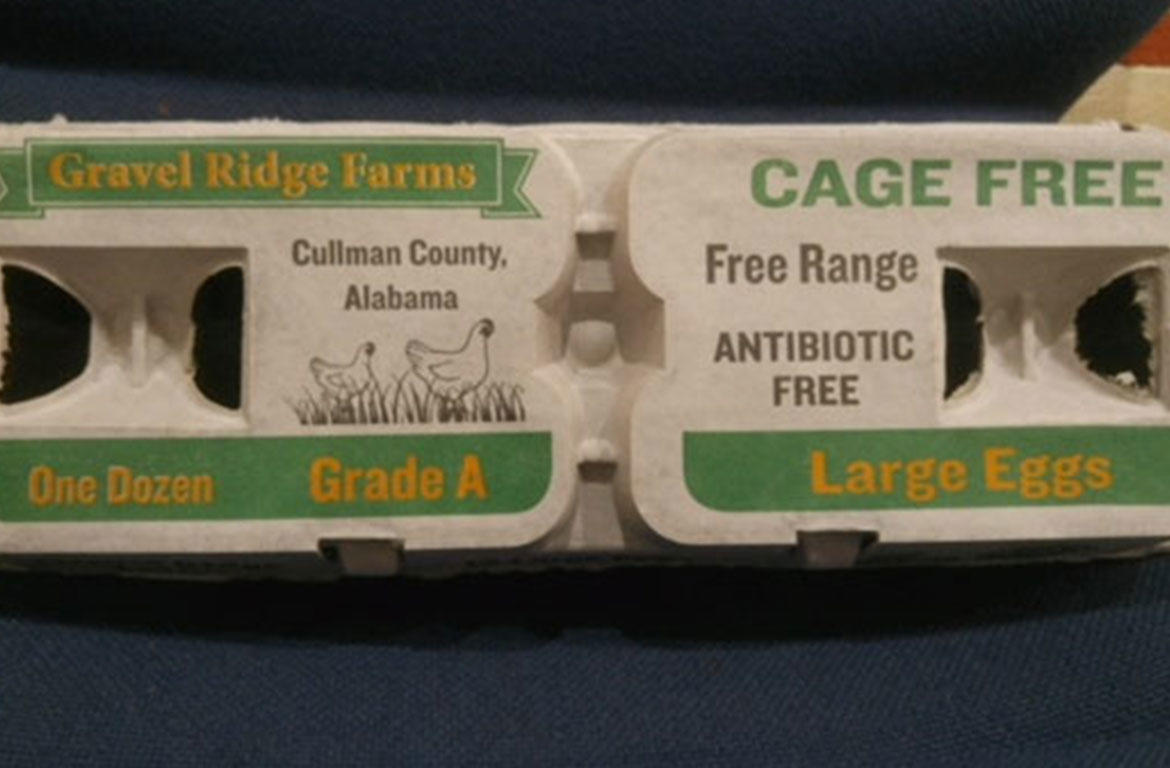 Gravel Ridge Farms
Cullman County,
Alabama
One Dozen
Grade A
CAGE FREE
Free Range
ANTIBIOTIC
FREE
Large Eggs